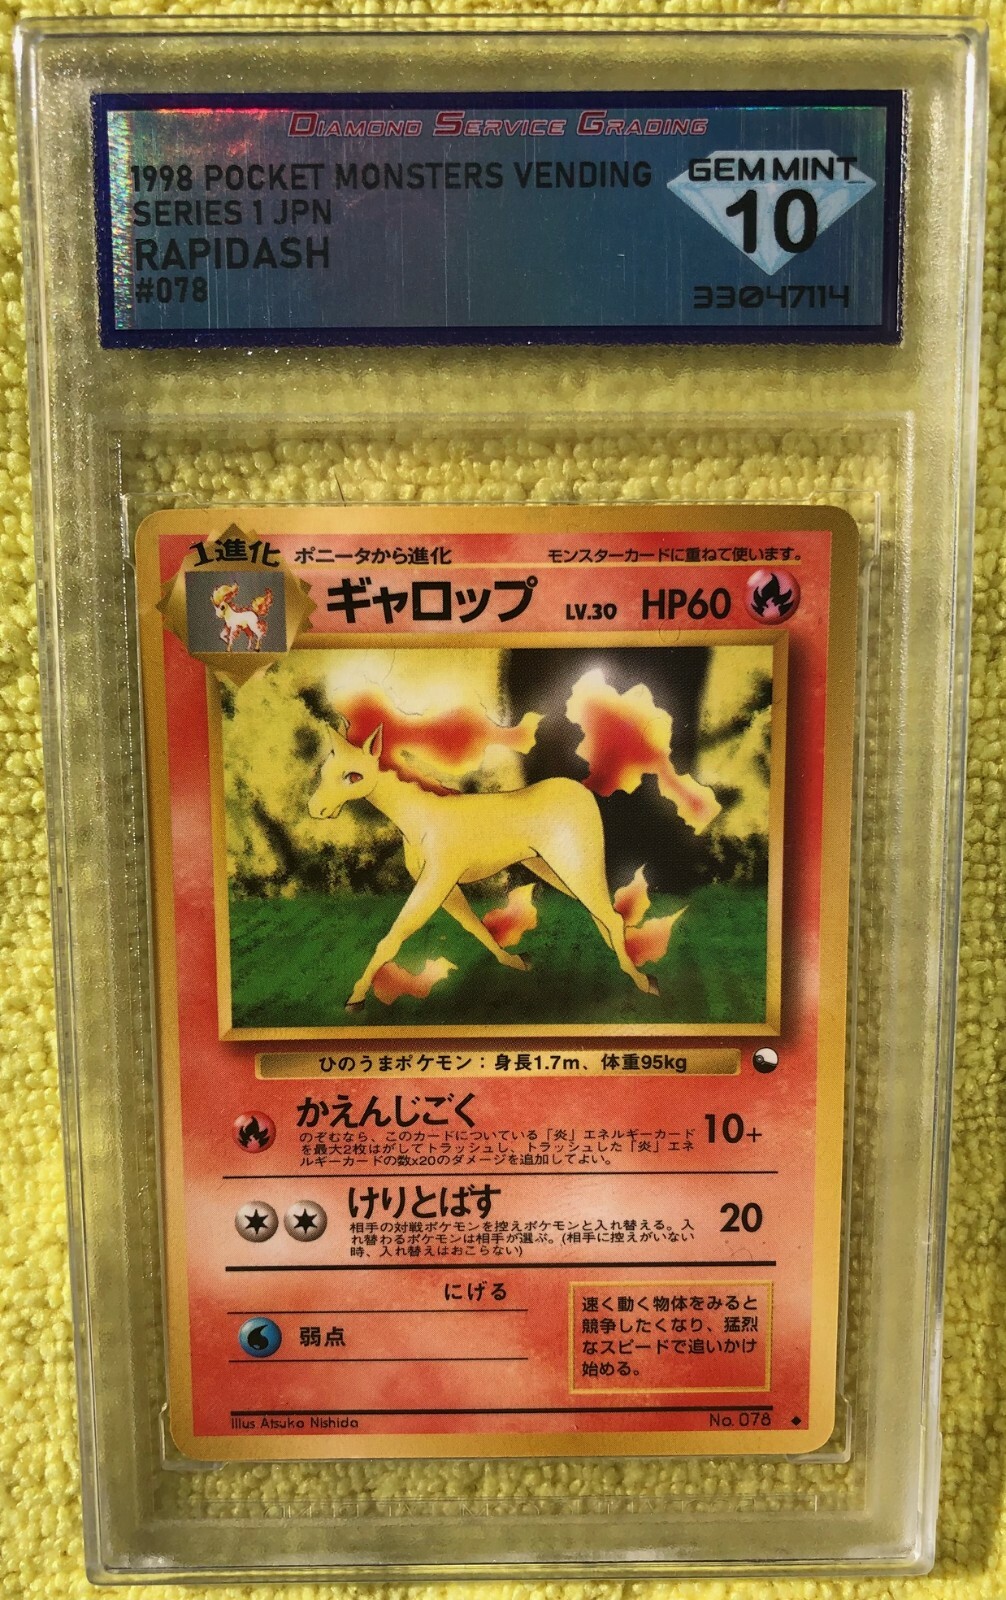 DIAMOND SERVICE GRADING
1998 POCKET MONSTERS VENDING
SERIES 1 JPN
RAPIDASH
#078
GEM MINT
10
33047114
1進化 ポニータから進化 モンスターカードに重ねて使います。
ギャロップ LV.30 HP60
ひのうまポケモン：身長1.7m、体重95kg
かえんじごく 10+
のぞむなら、このカードについている「炎」エネルギーカード
を最大2枚はがしてトラッシュし、トラッシュした「炎」エネ
ルギーカードの数x20のダメージを追加してよい。
けりとばす 20
相手の対戦ポケモンを控えポケモンと入れ替える。入
れ替わるポケモンは相手が選ぶ。(相手に控えがいない
時、入れ替えはおこらない)
にげる
弱点
速く動く物体をみると
競争したくなり、猛烈
なスピードで追いかけ
始める。
Illus Atsuko Nishida No. 078